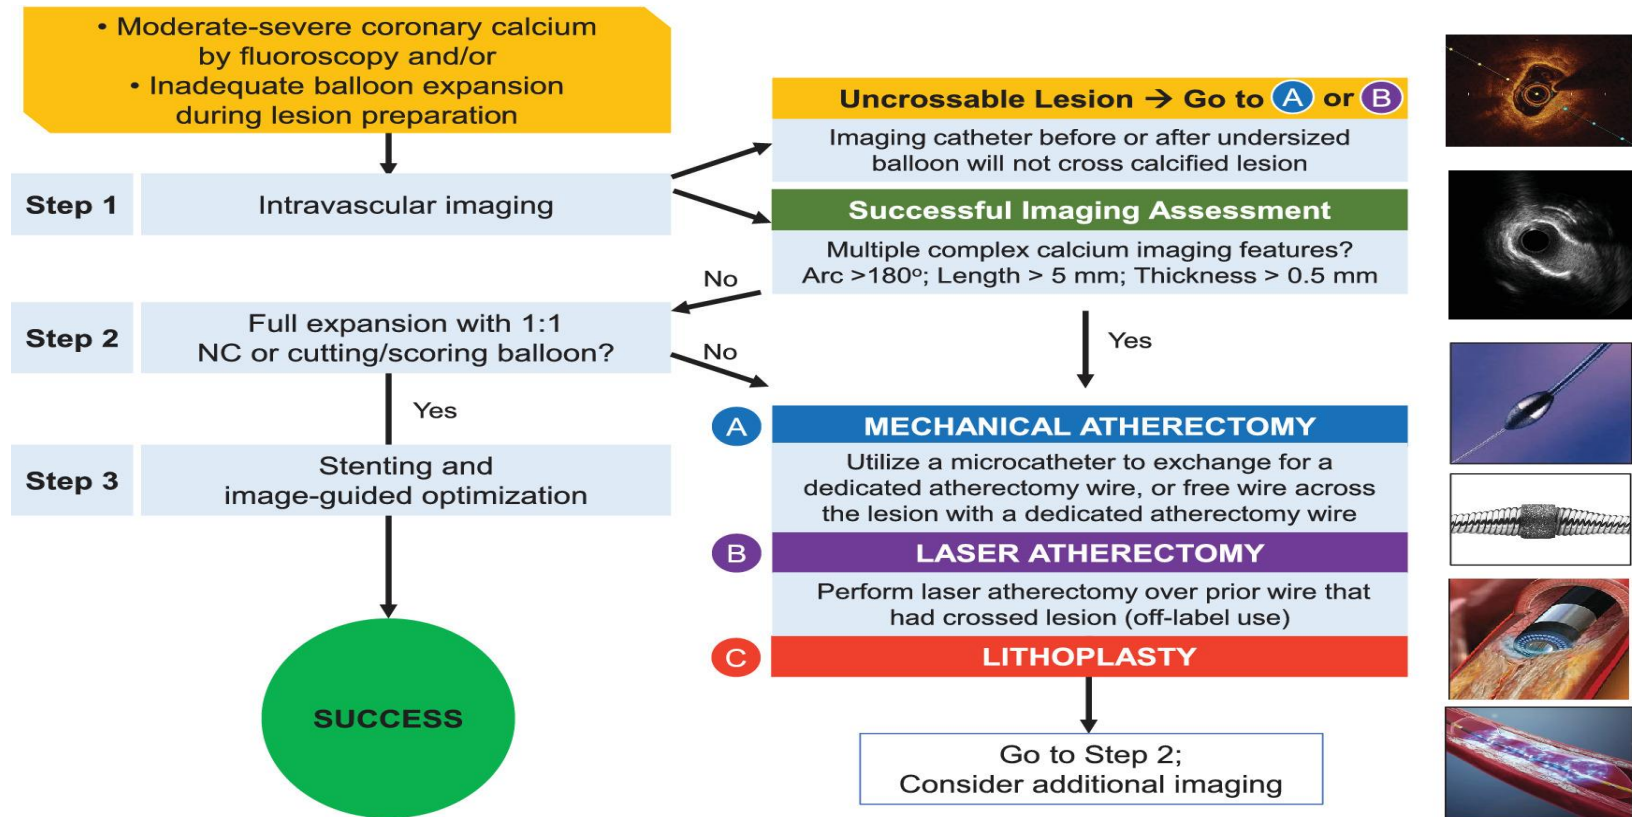 • Moderate-severe coronary calcium
by fluoroscopy and/or
• Inadequate balloon expansion
during lesion preparation
Step 1
Intravascular imaging
Uncrossable Lesion → Go to A or B
Imaging catheter before or after undersized
balloon will not cross calcified lesion
Successful Imaging Assessment
Multiple complex calcium imaging features?
Arc >180º; Length > 5 mm; Thickness > 0.5 mm
No
Yes
Step 2
Full expansion with 1:1
NC or cutting/scoring balloon?
No
Yes
Step 3
Stenting and
image-guided optimization
SUCCESS
A
MECHANICAL ATHERECTOMY
Utilize a microcatheter to exchange for a
dedicated atherectomy wire, or free wire across
the lesion with a dedicated atherectomy wire
B
LASER ATHERECTOMY
Perform laser atherectomy over prior wire that
had crossed lesion (off-label use)
C
LITHOPLASTY
Go to Step 2;
Consider additional imaging